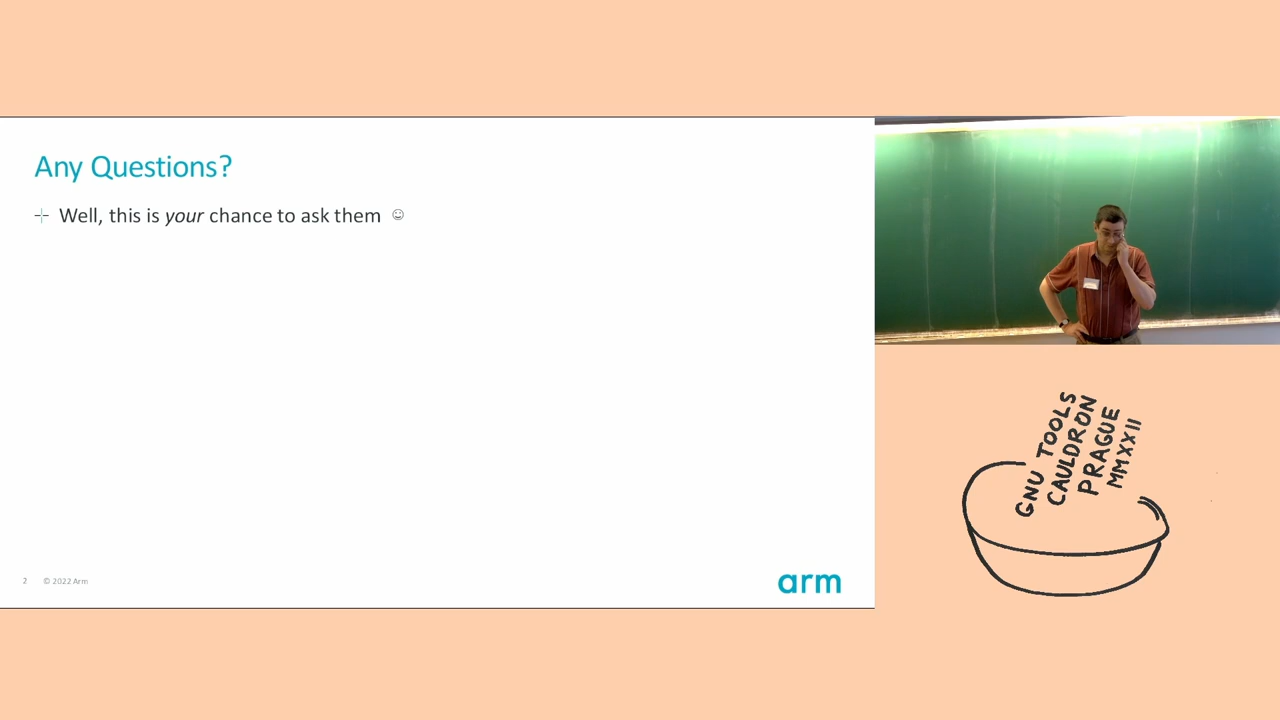 Any Questions?
Well, this is your chance to ask them ☺
2 © 2022 Arm
arm
GNU TOOLS
CAULDRON
PRAGUE
MMXXII